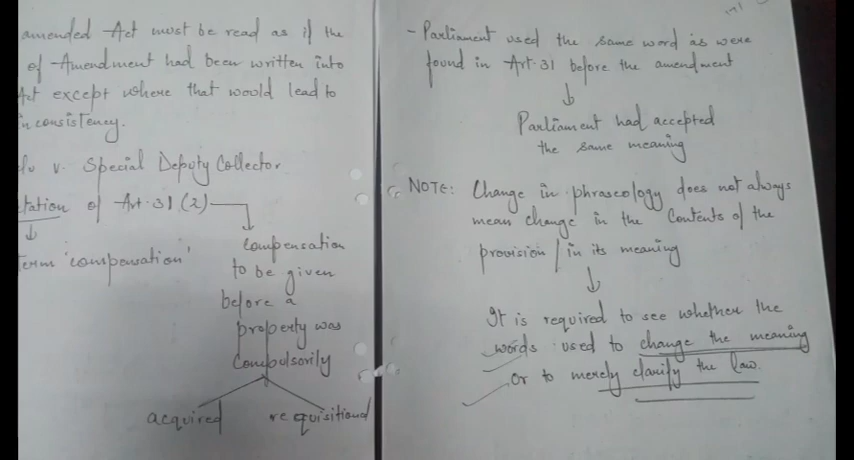 amended Act must be read as if the
of Amendment had been written into
Act except where that would lead to
inconsistency.
v. Special Deputy Collector
tation of Art. 31 (2)
term 'compensation'
Compensation
to be given
before a
property was
Compulsorily
acquired requisitioned
- Parliament used the same word as were
found in Art. 31 before the amendment
Parliament had accepted
the same meaning
NOTE: Change in phraseology does not always
mean change in the Contents of the
provision / in its meaning
It is required to see whether the
words used to change the meaning
or to merely clarify the law.